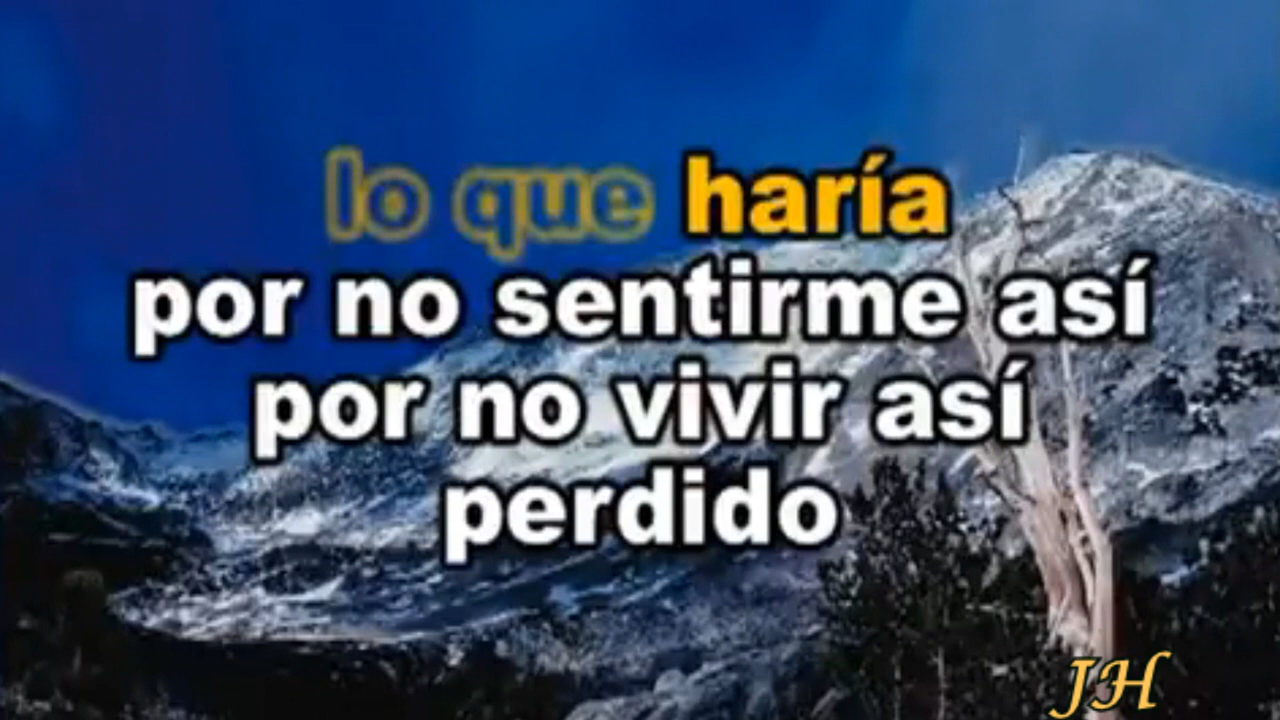 lo que haría
por no sentirme así
por no vivir así
perdido
JH